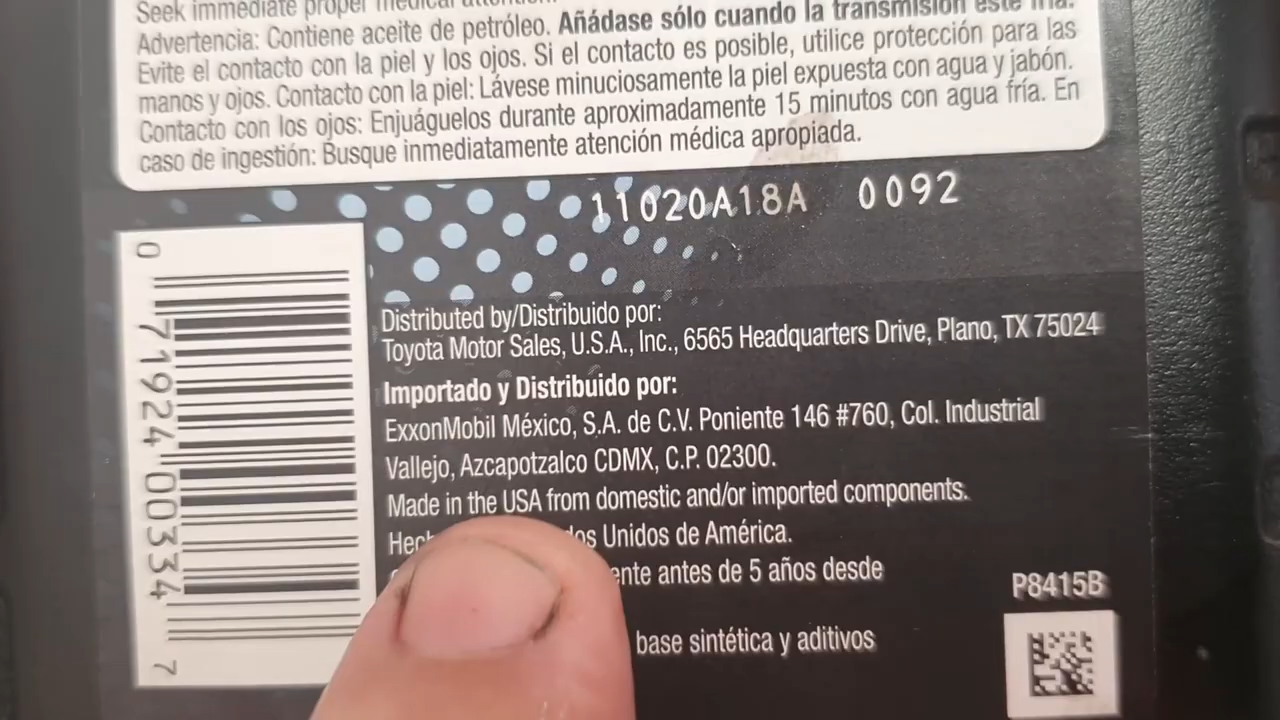 Seek immediate proper medical
Advertencia: Contiene aceite de petróleo. Añádase sólo cuando la transmisión esté fría.
Evite el contacto con la piel y los ojos. Si el contacto es posible, utilice protección para las
manos y ojos. Contacto con la piel: Lávese minuciosamente la piel expuesta con agua y jabón.
Contacto con los ojos: Enjuáguelos durante aproximadamente 15 minutos con agua fría. En
caso de ingestión: Busque inmediatamente atención médica apropiada.
11020A18A 0092
0 71924 00334 7
Distributed by/Distribuido por:
Toyota Motor Sales, U.S.A., Inc., 6565 Headquarters Drive, Plano, TX 75024
Importado y Distribuido por:
ExxonMobil México, S.A. de C.V. Poniente 146 #760, Col. Industrial
Vallejo, Azcapotzalco CDMX, C.P. 02300.
Made in the USA from domestic and/or imported components.
Unidos de América.
antes de 5 años desde
base sintética y aditivos
P8415B